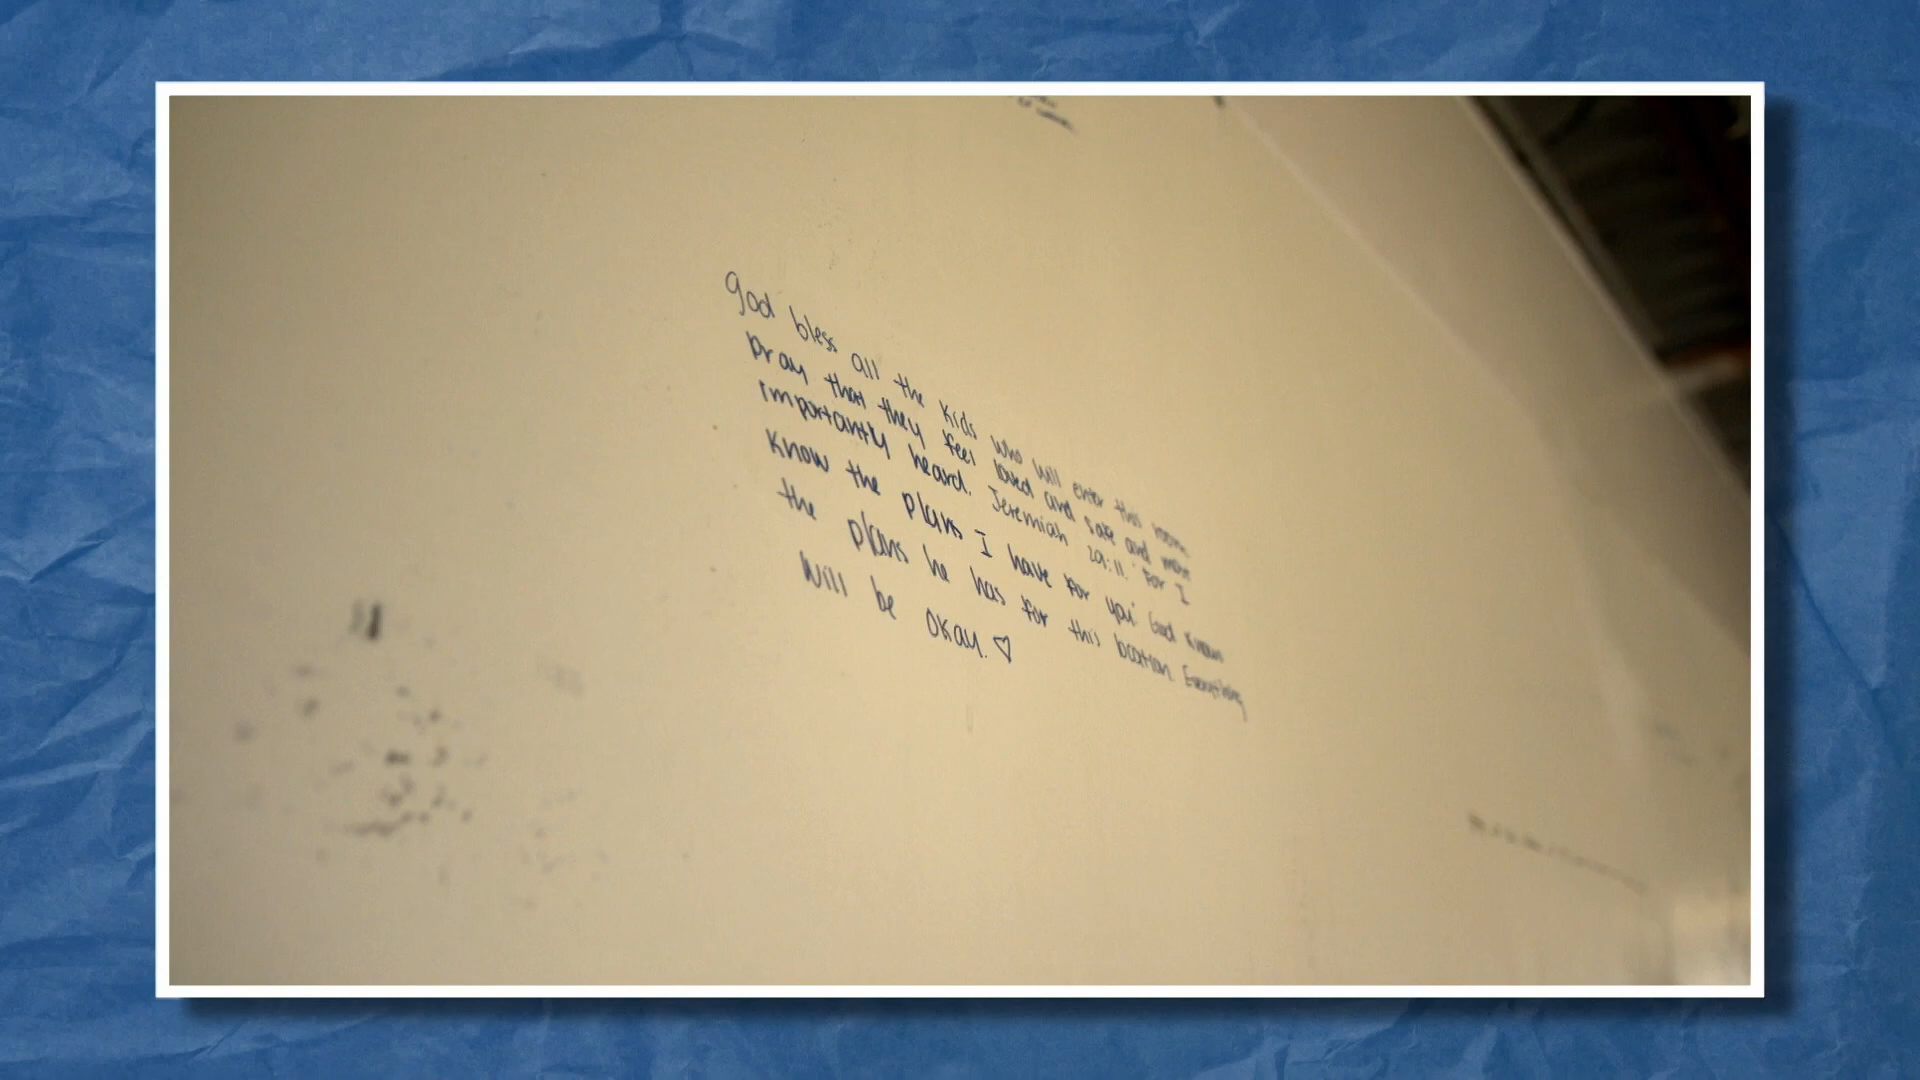 God bless all the kids who will enter this room.
Pray that they feel loved and safe and more
importantly heard. Jeremiah 29:11. For I
Know the plans I have for you. God knows
the plans he has for this location. Everything
will be okay. ♡